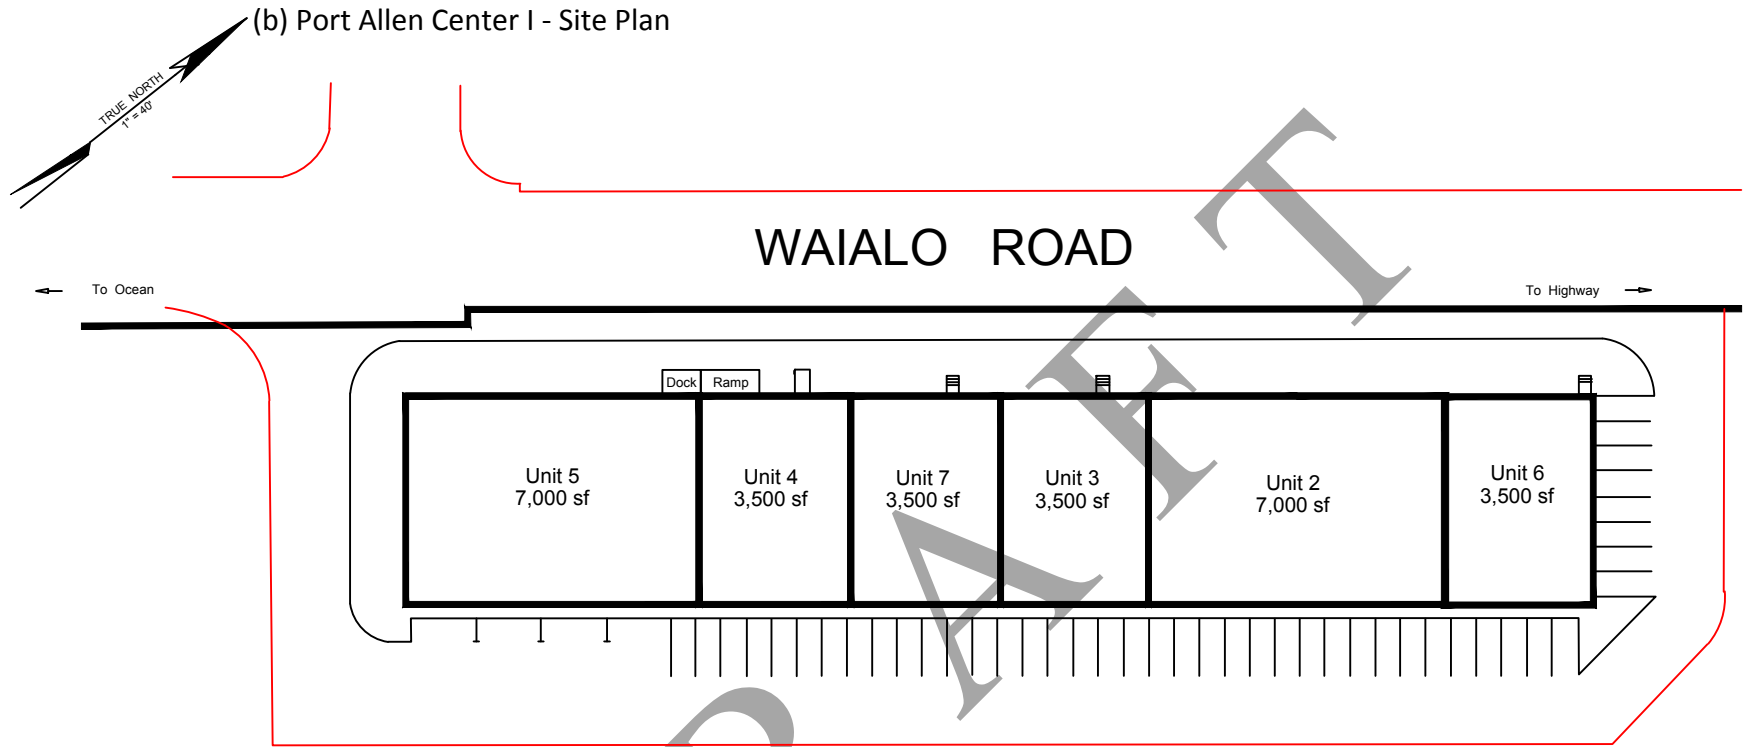 (b) Port Allen Center I - Site Plan
TRUE NORTH
1" = 40'
WAIALO ROAD
To Ocean
To Highway
Dock
Ramp
Unit 5
7,000 sf
Unit 4
3,500 sf
Unit 7
3,500 sf
Unit 3
3,500 sf
Unit 2
7,000 sf
Unit 6
3,500 sf
RAFT